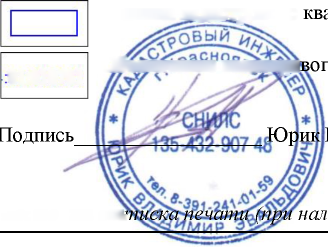 ква
КАДАСТРОВЫЙ ИНЖЕНЕР
вог
СНИЛС
Подпись Юрик
135-432-907 48
тел. 8-391-241-01-59
ЮРИК ВЛАДИМИР ЭВАЛЬДОВИЧ
тиска печати (при нал